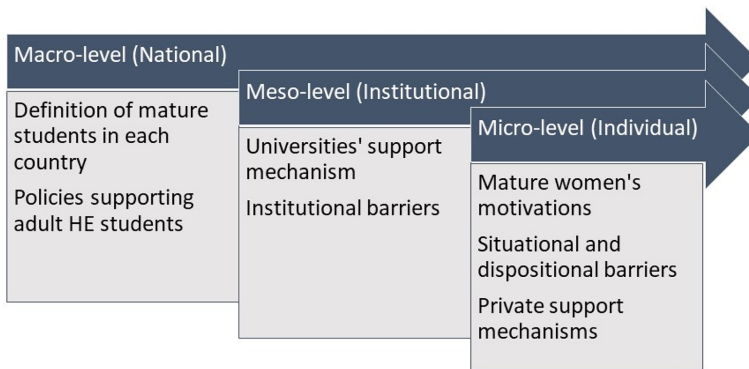 Macro-level (National)
Definition of mature
students in each
country
Policies supporting
adult HE students
Meso-level (Institutional)
Universities' support
mechanism
Institutional barriers
Micro-level (Individual)
Mature women's
motivations
Situational and
dispositional barriers
Private support
mechanisms